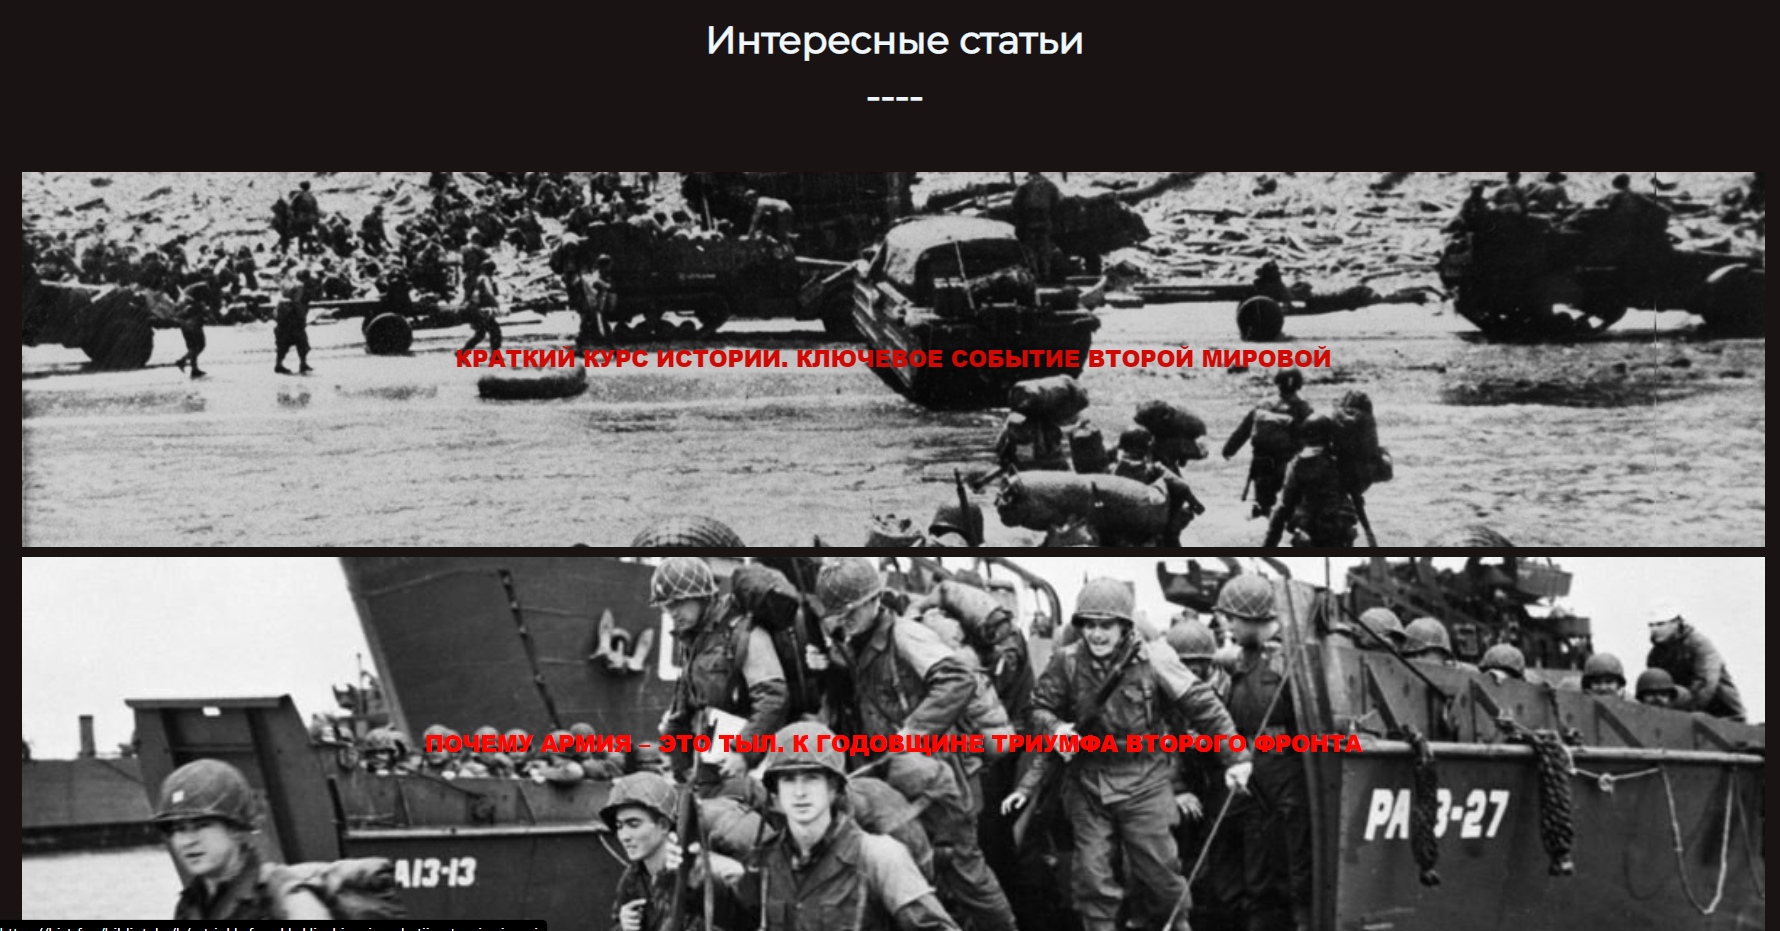 Интересные статьи
----
КРАТКИЙ КУРС ИСТОРИИ. КЛЮЧЕВОЕ СОБЫТИЕ ВТОРОЙ МИРОВОЙ
ПОЧЕМУ АРМИЯ – ЭТО ТЫЛ. К ГОДОВЩИНЕ ТРИУМФА ВТОРОГО ФРОНТА
PA 3-27
A13-13